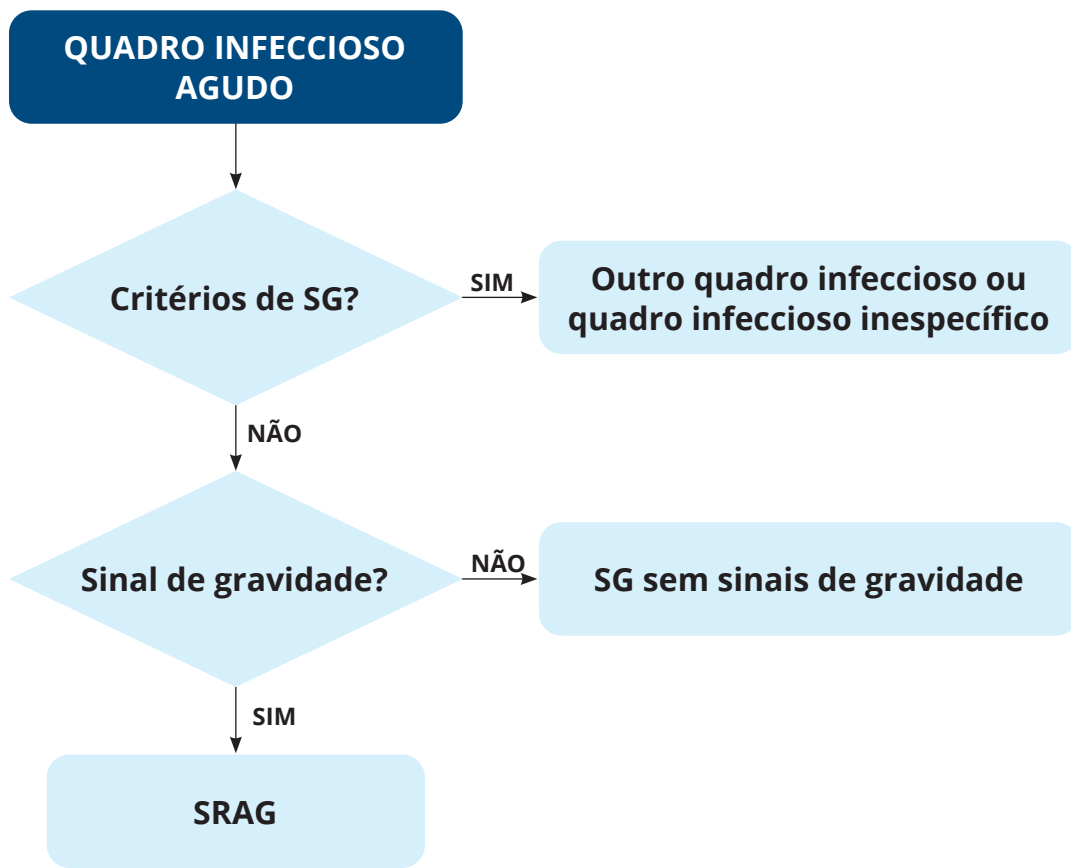 QUADRO INFECCIOSO
AGUDO
Critérios de SG?
SIM
Outro quadro infeccioso ou
quadro infeccioso inespecífico
NÃO
Sinal de gravidade?
NÃO
SG sem sinais de gravidade
SIM
SRAG